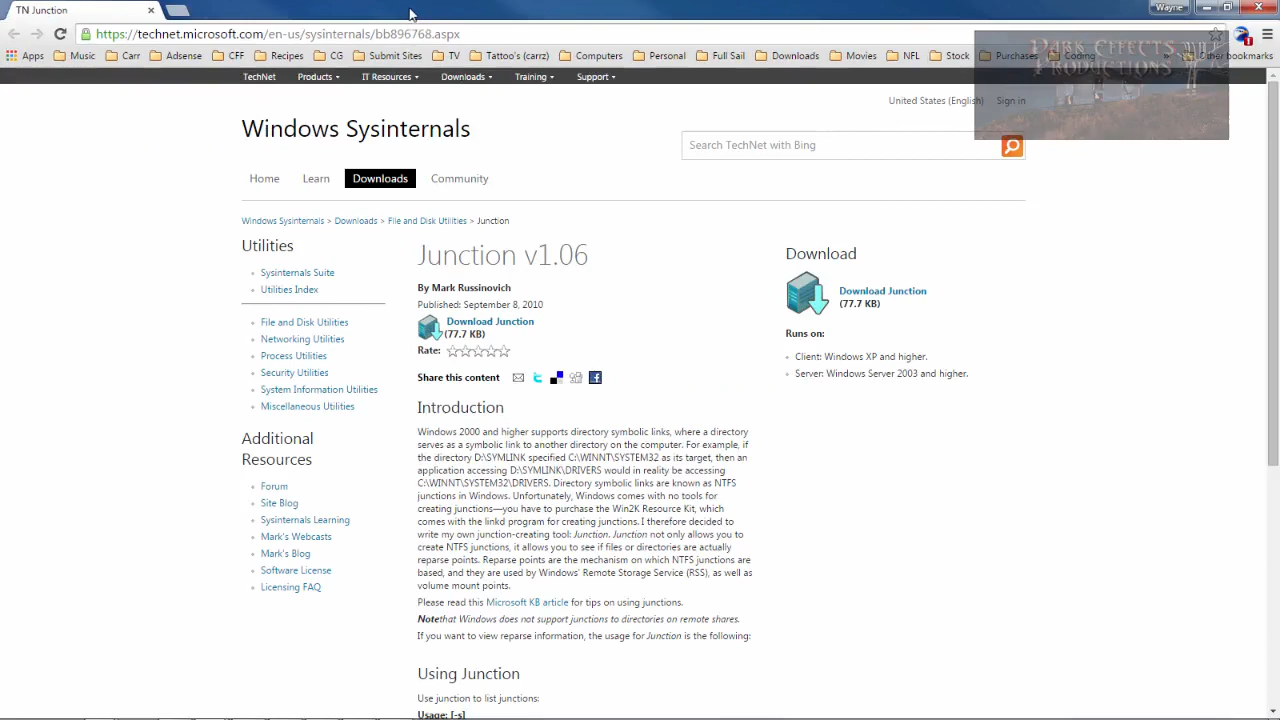 TN Junction
Wayne
https://technet.microsoft.com/en-us/sysinternals/bb896768.aspx
Apps Music Carr Adsense CFF Recipes CG Submit Sites TV Tattoo's (carrz) Computers Personal Full Sail Downloads Movies NFL Stock Purchases Coding Other bookmarks
DARK EFFECTS
PRODUCTIONS
TechNet Products IT Resources Downloads Training Support
United States (English) Sign in
Windows Sysinternals
Search TechNet with Bing
Home Learn Downloads Community
Windows Sysinternals > Downloads > File and Disk Utilities > Junction
Utilities
Sysinternals Suite
Utilities Index
File and Disk Utilities
Networking Utilities
Process Utilities
Security Utilities
System Information Utilities
Miscellaneous Utilities
Additional
Resources
Forum
Site Blog
Sysinternals Learning
Mark's Webcasts
Mark's Blog
Software License
Licensing FAQ
Junction v1.06
By Mark Russinovich
Published: September 8, 2010
Download Junction
(77.7 KB)
Rate:
Share this content
Introduction
Windows 2000 and higher supports directory symbolic links, where a directory
serves as a symbolic link to another directory on the computer. For example, if
the directory D:\SYMLINK specified C:\WINNT\SYSTEM32 as its target, then an
application accessing D:\SYMLINK\DRIVERS would in reality be accessing
C:\WINNT\SYSTEM32\DRIVERS. Directory symbolic links are known as NTFS
junctions in Windows. Unfortunately, Windows comes with no tools for
creating junctions—you have to purchase the Win2K Resource Kit, which
comes with the linkd program for creating junctions. I therefore decided to
write my own junction-creating tool: Junction. Junction not only allows you to
create NTFS junctions, it allows you to see if files or directories are actually
reparse points. Reparse points are the mechanism on which NTFS junctions are
based, and they are used by Windows' Remote Storage Service (RSS), as well as
volume mount points.
Please read this Microsoft KB article for tips on using junctions.
Notethat Windows does not support junctions to directories on remote shares.
If you want to view reparse information, the usage for Junction is the following:
Using Junction
Use junction to list junctions:
Usage: [-s]
Download
Download Junction
(77.7 KB)
Runs on:
Client: Windows XP and higher.
Server: Windows Server 2003 and higher.